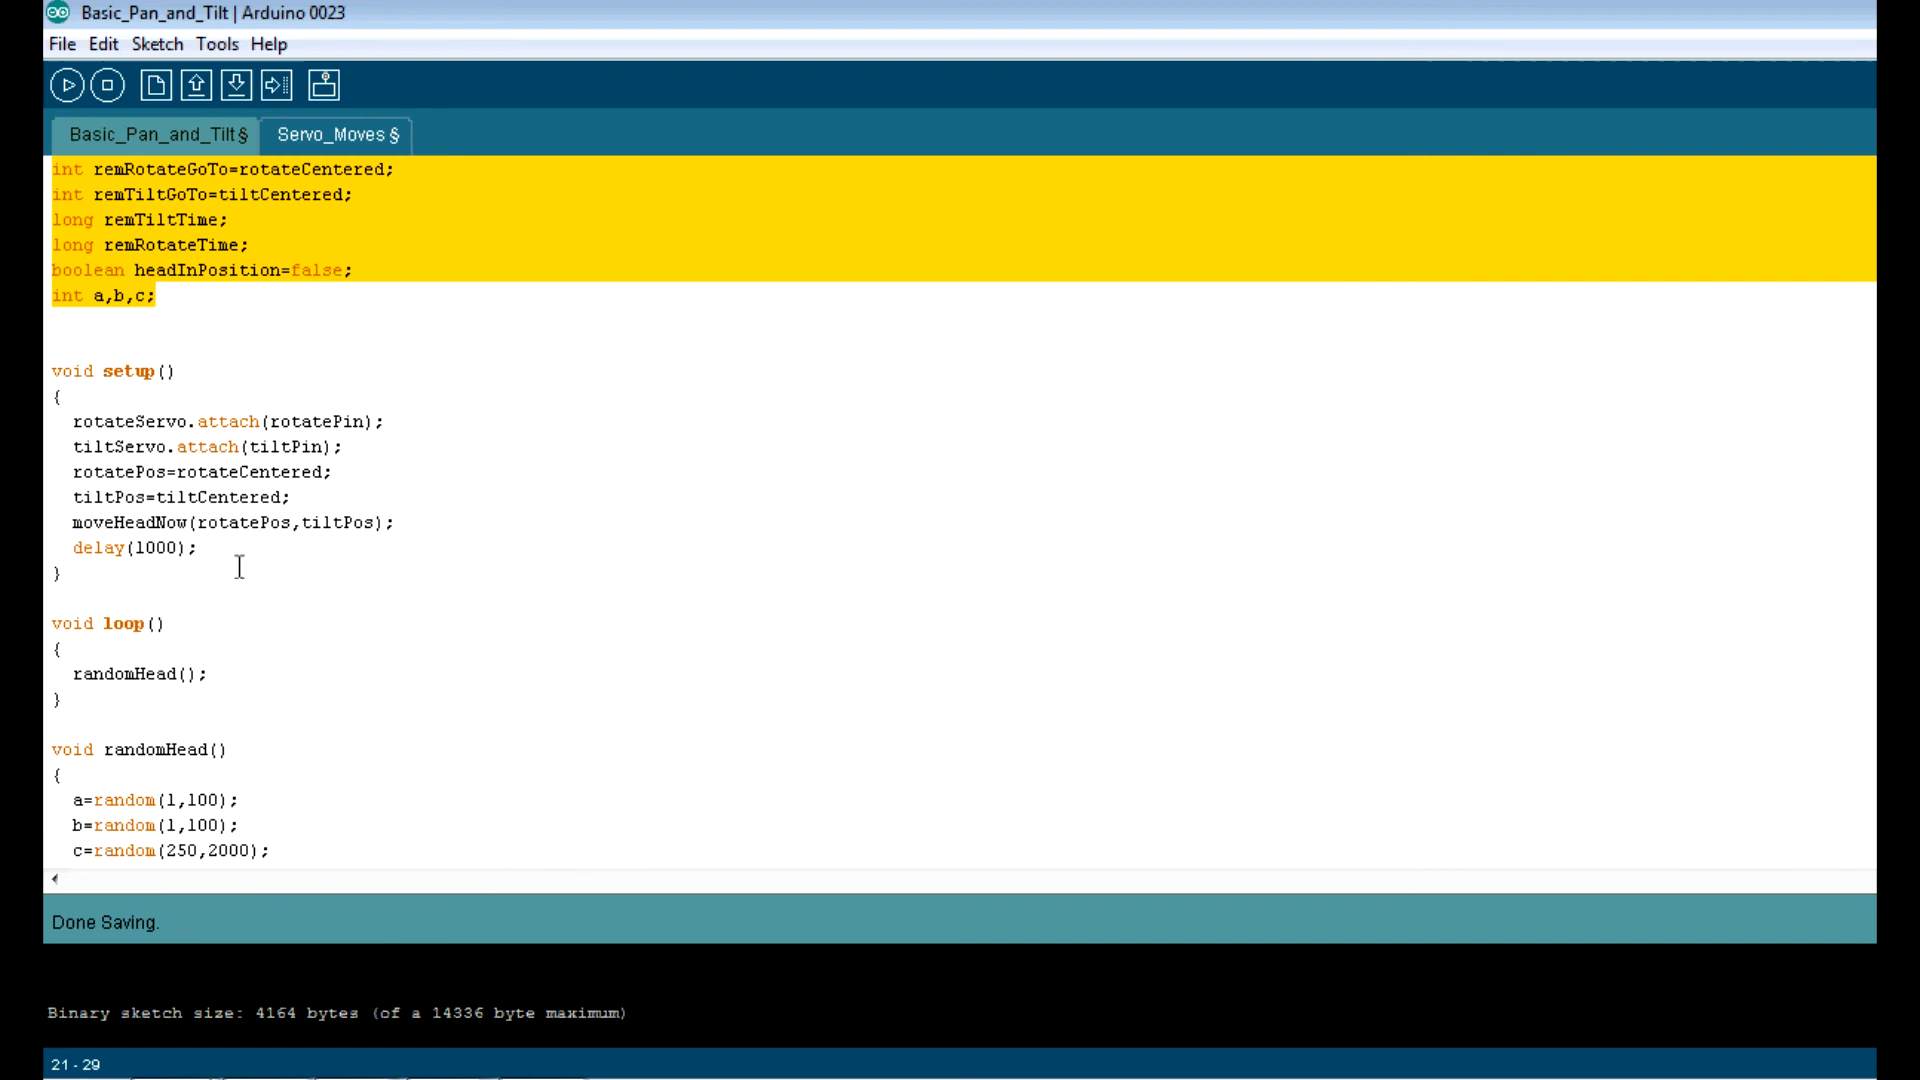 Basic_Pan_and_Tilt | Arduino 0023
File Edit Sketch Tools Help
Basic_Pan_and_Tilt§ Servo_Moves §
int remRotateGoTo=rotateCentered;
int remTiltGoTo=tiltCentered;
long remTiltTime;
long remRotateTime;
boolean headInPosition=false;
int a,b,c;
void setup()
{
rotateServo.attach(rotatePin);
tiltServo.attach(tiltPin);
rotatePos=rotateCentered;
tiltPos=tiltCentered;
moveHeadNow(rotatePos,tiltPos);
delay(1000);
}
void loop()
{
randomHead();
}
void randomHead()
{
a=random(1,100);
b=random(1,100);
c=random(250,2000);
Done Saving.
Binary sketch size: 4164 bytes (of a 14336 byte maximum)
21 - 29